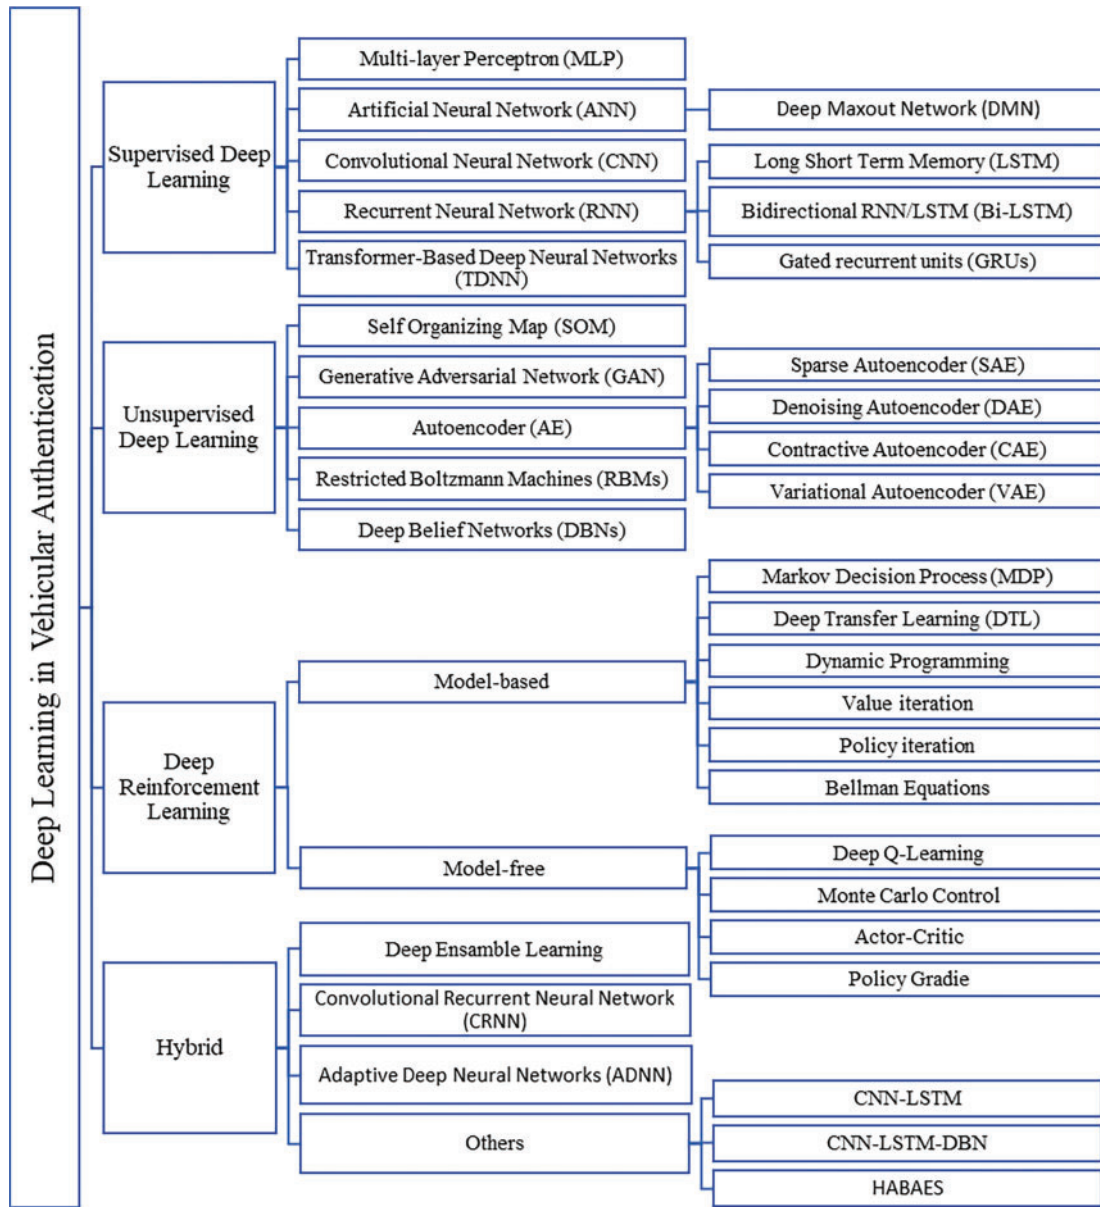 Deep Learning in Vehicular Authentication
Supervised Deep
Learning
Multi-layer Perceptron (MLP)
Artificial Neural Network (ANN)
Deep Maxout Network (DMN)
Convolutional Neural Network (CNN)
Recurrent Neural Network (RNN)
Long Short Term Memory (LSTM)
Bidirectional RNN/LSTM (Bi-LSTM)
Gated recurrent units (GRUs)
Transformer-Based Deep Neural Networks
(TDNN)
Unsupervised
Deep Learning
Self Organizing Map (SOM)
Generative Adversarial Network (GAN)
Autoencoder (AE)
Sparse Autoencoder (SAE)
Denoising Autoencoder (DAE)
Contractive Autoencoder (CAE)
Variational Autoencoder (VAE)
Restricted Boltzmann Machines (RBMs)
Deep Belief Networks (DBNs)
Deep
Reinforcement
Learning
Model-based
Markov Decision Process (MDP)
Deep Transfer Learning (DTL)
Dynamic Programming
Value iteration
Policy iteration
Bellman Equations
Model-free
Deep Q-Learning
Monte Carlo Control
Actor-Critic
Policy Gradie
Hybrid
Deep Ensamble Learning
Convolutional Recurrent Neural Network
(CRNN)
Adaptive Deep Neural Networks (ADNN)
Others
CNN-LSTM
CNN-LSTM-DBN
HABAES